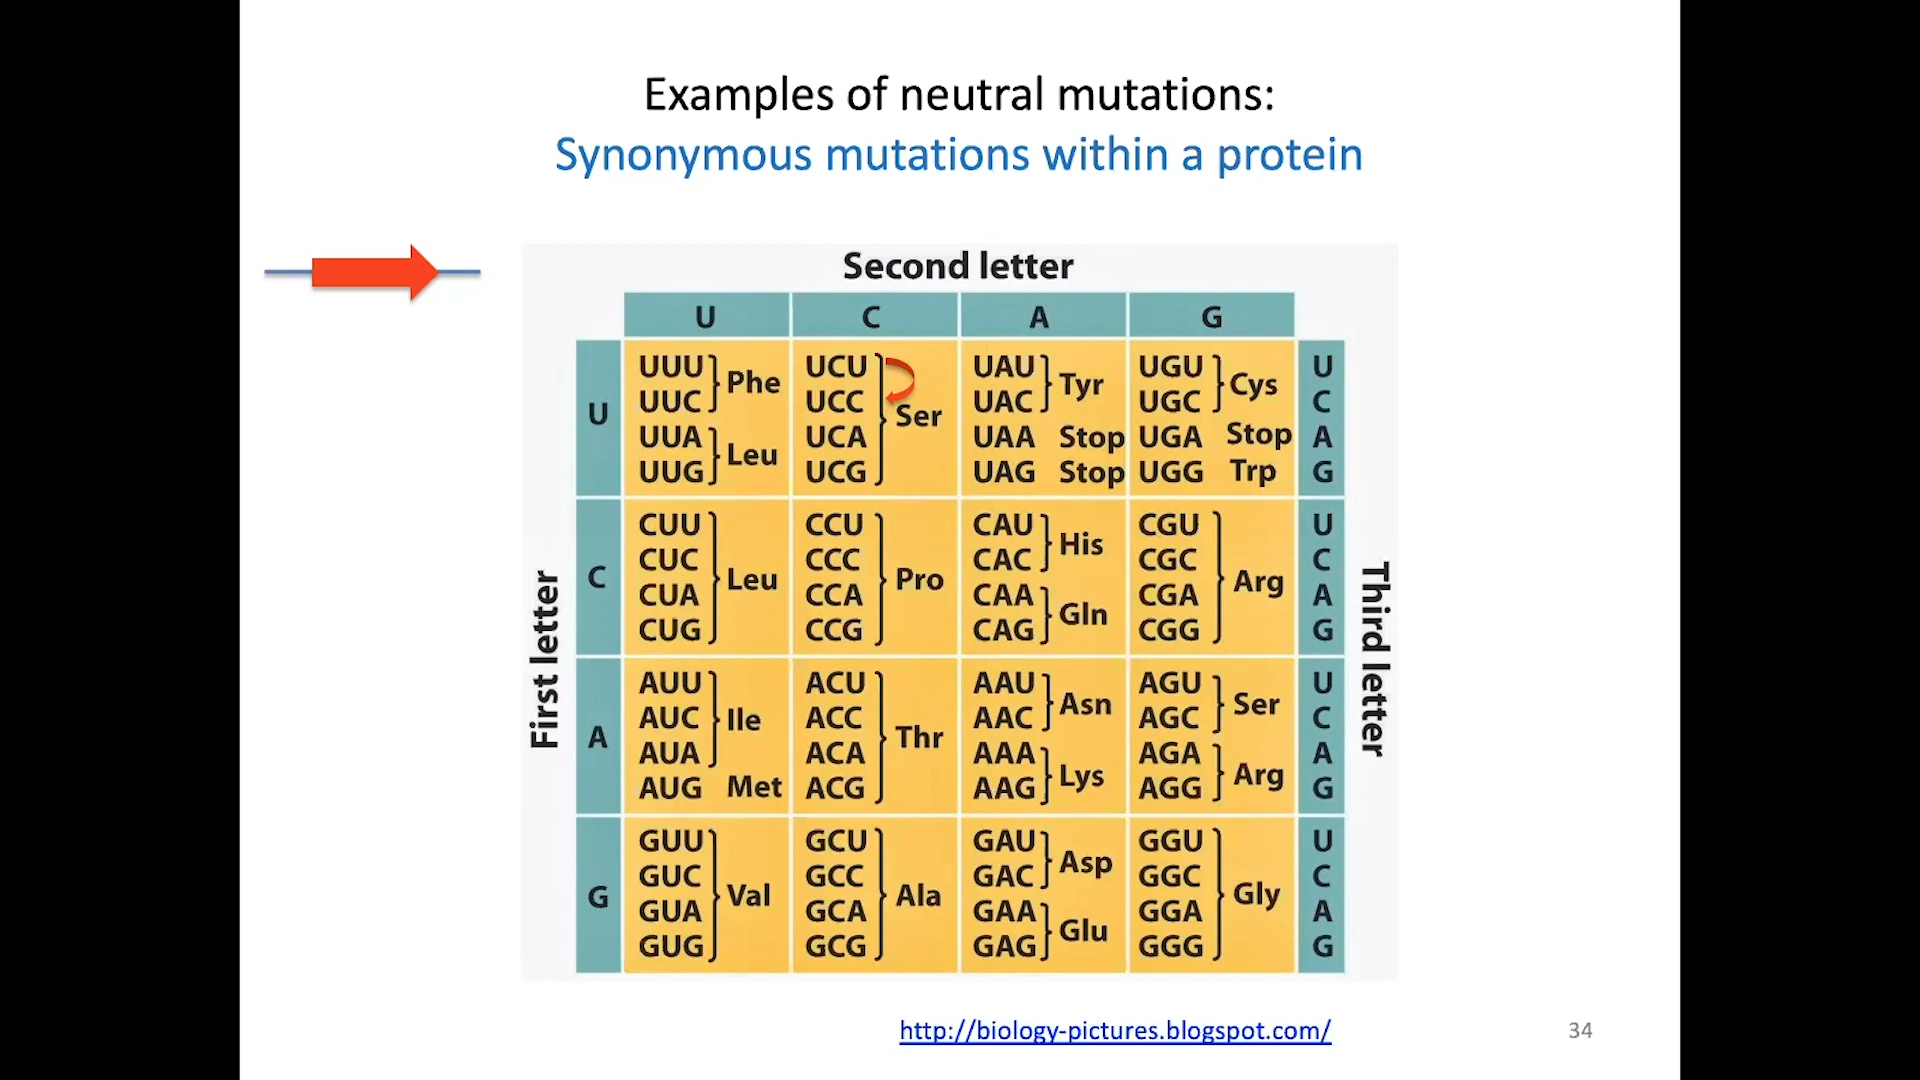 Examples of neutral mutations:
Synonymous mutations within a protein
Second letter
U C A G
First letter
Third letter
U
UUU
UUC
Phe
UUA
UUG
Leu
UCU
UCC
UCA
UCG
Ser
UAU
UAC
Tyr
UAA Stop
UAG Stop
UGU
UGC
Cys
UGA Stop
UGG Trp
U
C
A
G
C
CUU
CUC
CUA
CUG
Leu
CCU
CCC
CCA
CCG
Pro
CAU
CAC
His
CAA
CAG
Gln
CGU
CGC
CGA
CGG
Arg
U
C
A
G
A
AUU
AUC
AUA
Ile
AUG Met
ACU
ACC
ACA
ACG
Thr
AAU
AAC
Asn
AAA
AAG
Lys
AGU
AGC
Ser
AGA
AGG
Arg
U
C
A
G
G
GUU
GUC
GUA
GUG
Val
GCU
GCC
GCA
GCG
Ala
GAU
GAC
Asp
GAA
GAG
Glu
GGU
GGC
GGA
GGG
Gly
U
C
A
G
http://biology-pictures.blogspot.com/
34